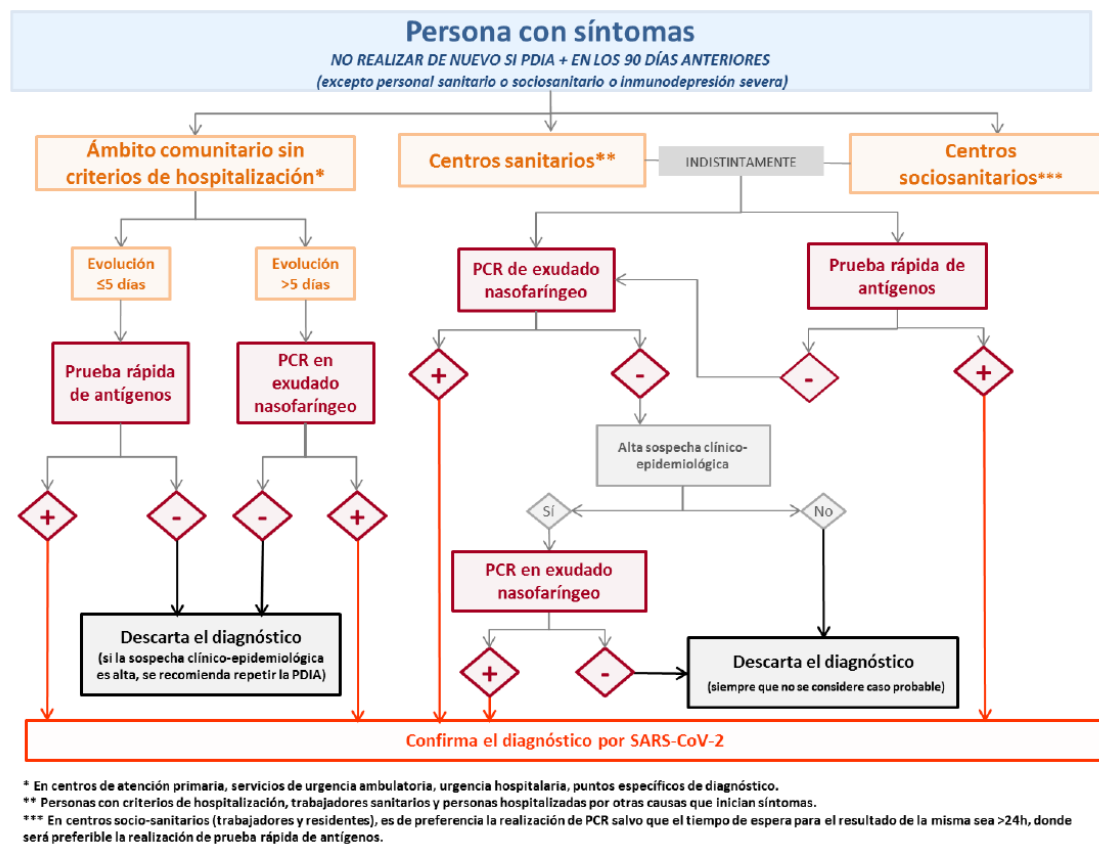 Persona con síntomas
NO REALIZAR DE NUEVO SI PDIA + EN LOS 90 DÍAS ANTERIORES
(excepto personal sanitario o sociosanitario o inmunodepresión severa)
Ámbito comunitario sin
criterios de hospitalización*
Centros sanitarios**
INDISTINTAMENTE
Centros
sociosanitarios***
Evolución
≤5 días
Evolución
>5 días
PCR de exudado
nasofaríngeo
Prueba rápida de
antígenos
Prueba rápida
de antígenos
PCR en
exudado
nasofaríngeo
+
-
-
+
Alta sospecha clínico-
epidemiológica
+
-
-
+
Sí
No
PCR en exudado
nasofaríngeo
Descarta el diagnóstico
(si la sospecha clínico-epidemiológica
es alta, se recomienda repetir la PDIA)
+
-
Descarta el diagnóstico
(siempre que no se considere caso probable)
Confirma el diagnóstico por SARS-CoV-2
* En centros de atención primaria, servicios de urgencia ambulatoria, urgencia hospitalaria, puntos específicos de diagnóstico.
** Personas con criterios de hospitalización, trabajadores sanitarios y personas hospitalizadas por otras causas que inician síntomas.
*** En centros socio-sanitarios (trabajadores y residentes), es de preferencia la realización de PCR salvo que el tiempo de espera para el resultado de la misma sea >24h, donde
será preferible la realización de prueba rápida de antígenos.